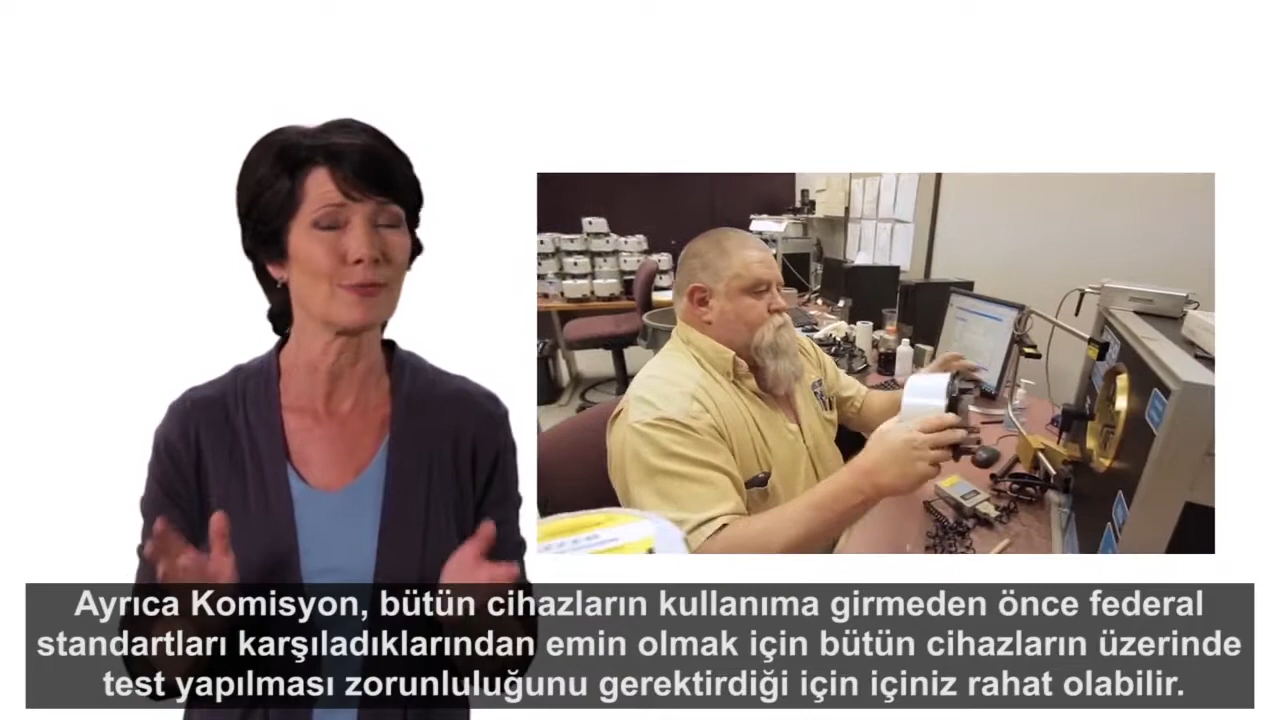 Ayrıca Komisyon, bütün cihazların kullanıma girmeden önce federal
standartları karşıladıklarından emin olmak için bütün cihazların üzerinde
test yapılması zorunluluğunu gerektirdiği için içiniz rahat olabilir.